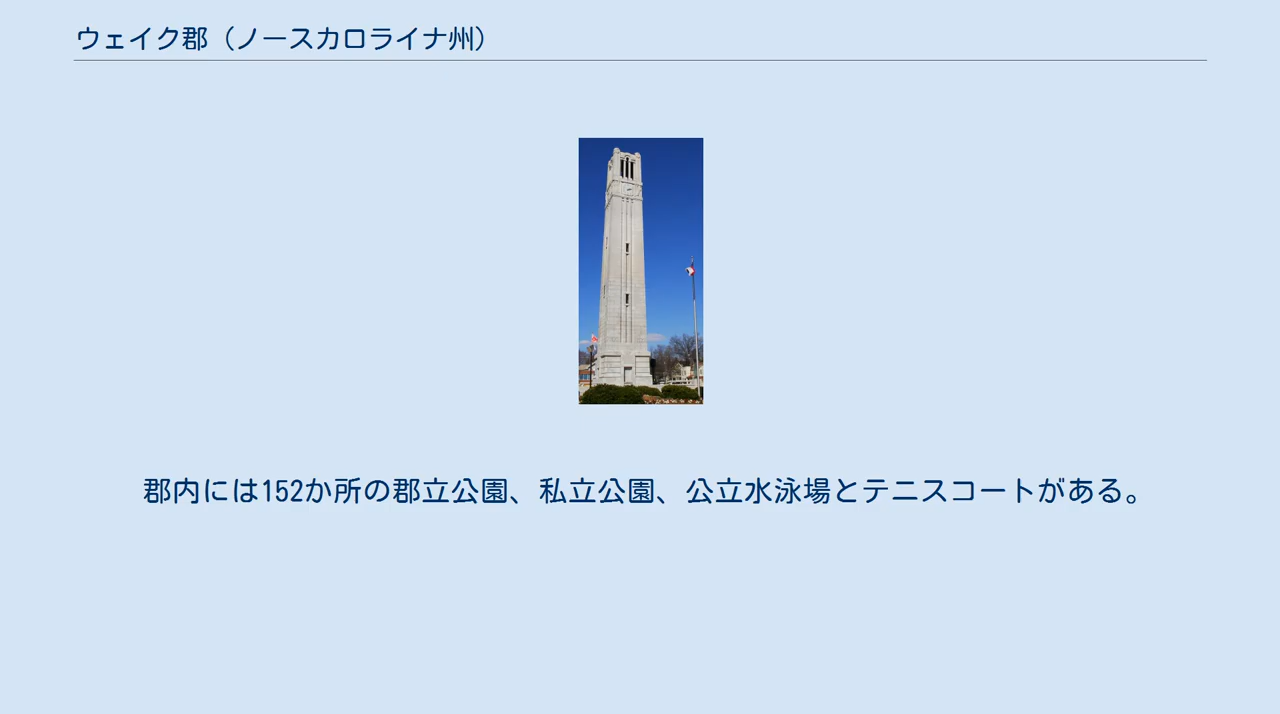 ウェイク郡（ノースカロライナ州）
郡内には152か所の郡立公園、私立公園、公立水泳場とテニスコートがある。